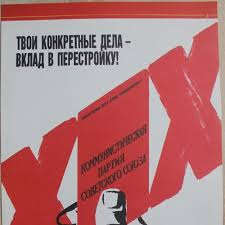 ТВОИ КОНКРЕТНЫЕ ДЕЛА –
ВКЛАД В ПЕРЕСТРОЙКУ!
XIX
КОММУНИСТИЧЕСКАЯ
ПАРТИЯ
СОВЕТСКОГО СОЮЗА